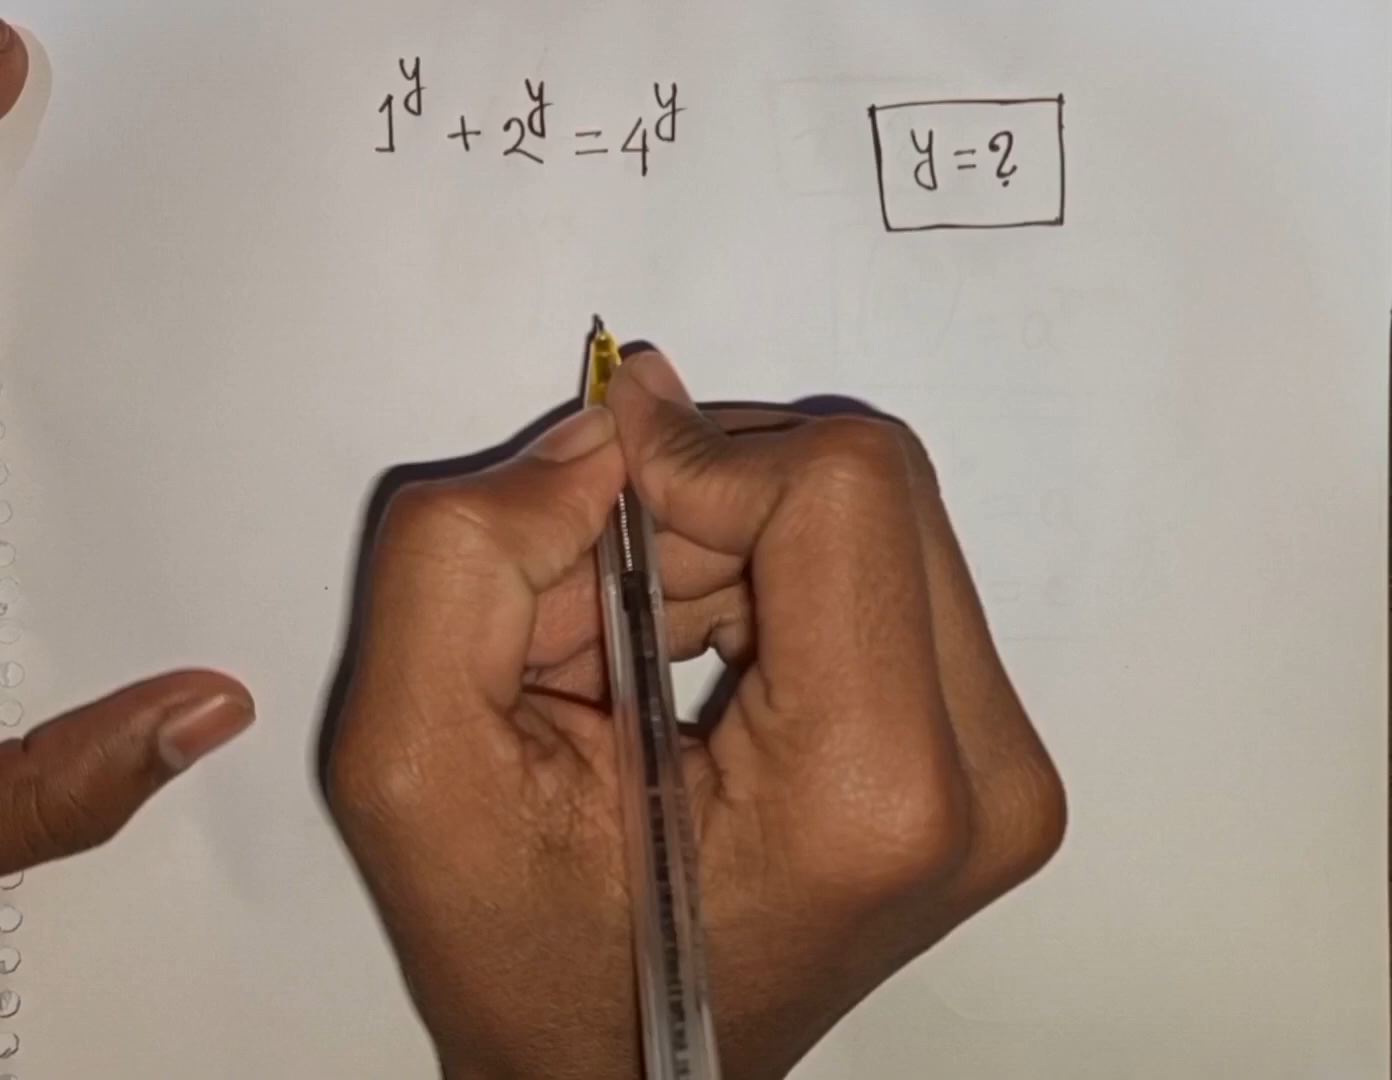 1^y + 2^y = 4^y
y = ?